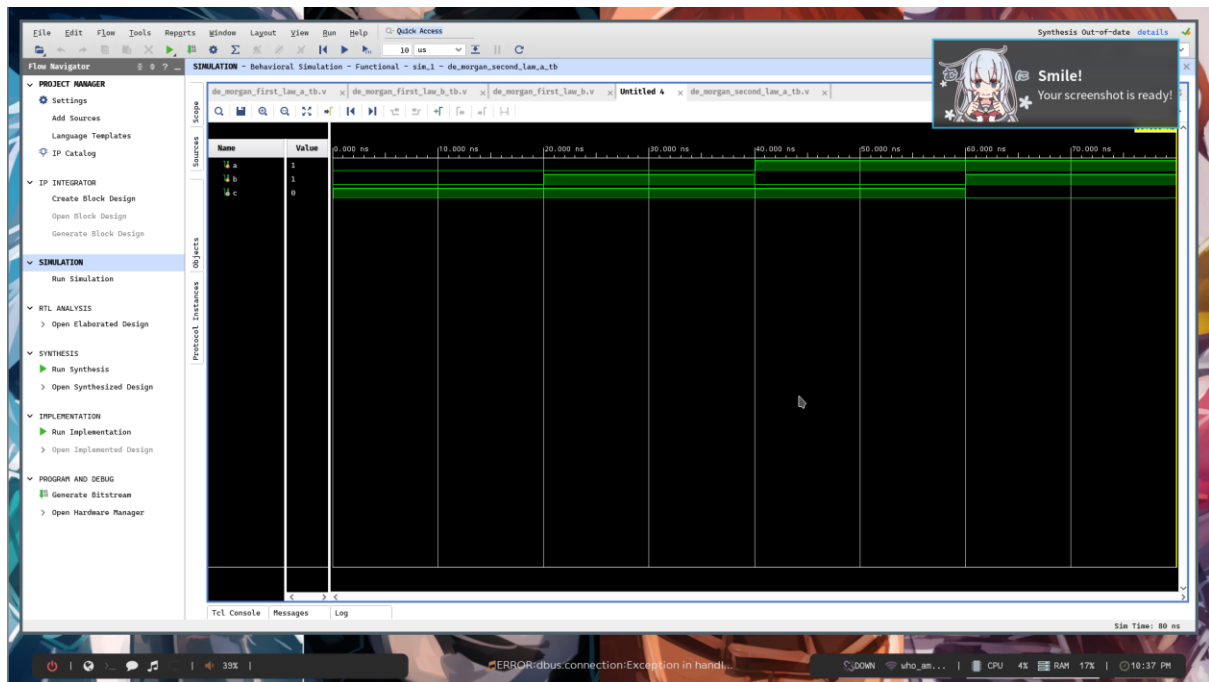 File Edit Flow Tools Reports Window Layout View Run Help Quick Access
Synthesis Out-of-date details
10 us
Flow Navigator
SIMULATION - Behavioral Simulation - Functional - sim_1 - de_morgan_second_law_a_tb
Smile!
Your screenshot is ready!
PROJECT MANAGER
Settings
Add Sources
Language Templates
IP Catalog
IP INTEGRATOR
Create Block Design
Open Block Design
Generate Block Design
SIMULATION
Run Simulation
RTL ANALYSIS
Open Elaborated Design
SYNTHESIS
Run Synthesis
Open Synthesized Design
IMPLEMENTATION
Run Implementation
Open Implemented Design
PROGRAM AND DEBUG
Generate Bitstream
Open Hardware Manager
Scope
Sources
Objects
Protocol Instances
de_morgan_first_law_a_tb.v de_morgan_first_law_b_tb.v de_morgan_first_law_b.v Untitled 4 de_morgan_second_law_a_tb.v
Name Value 0.000 ns 10.000 ns 20.000 ns 30.000 ns 40.000 ns 50.000 ns 60.000 ns 70.000 ns
a 1
b 1
c 0
Tcl Console Messages Log
Sim Time: 80 ns
39%
ERROR:dbus.connection:Exception in handl...
DOWN who_am... | CPU 4% RAM 17% | 10:37 PM